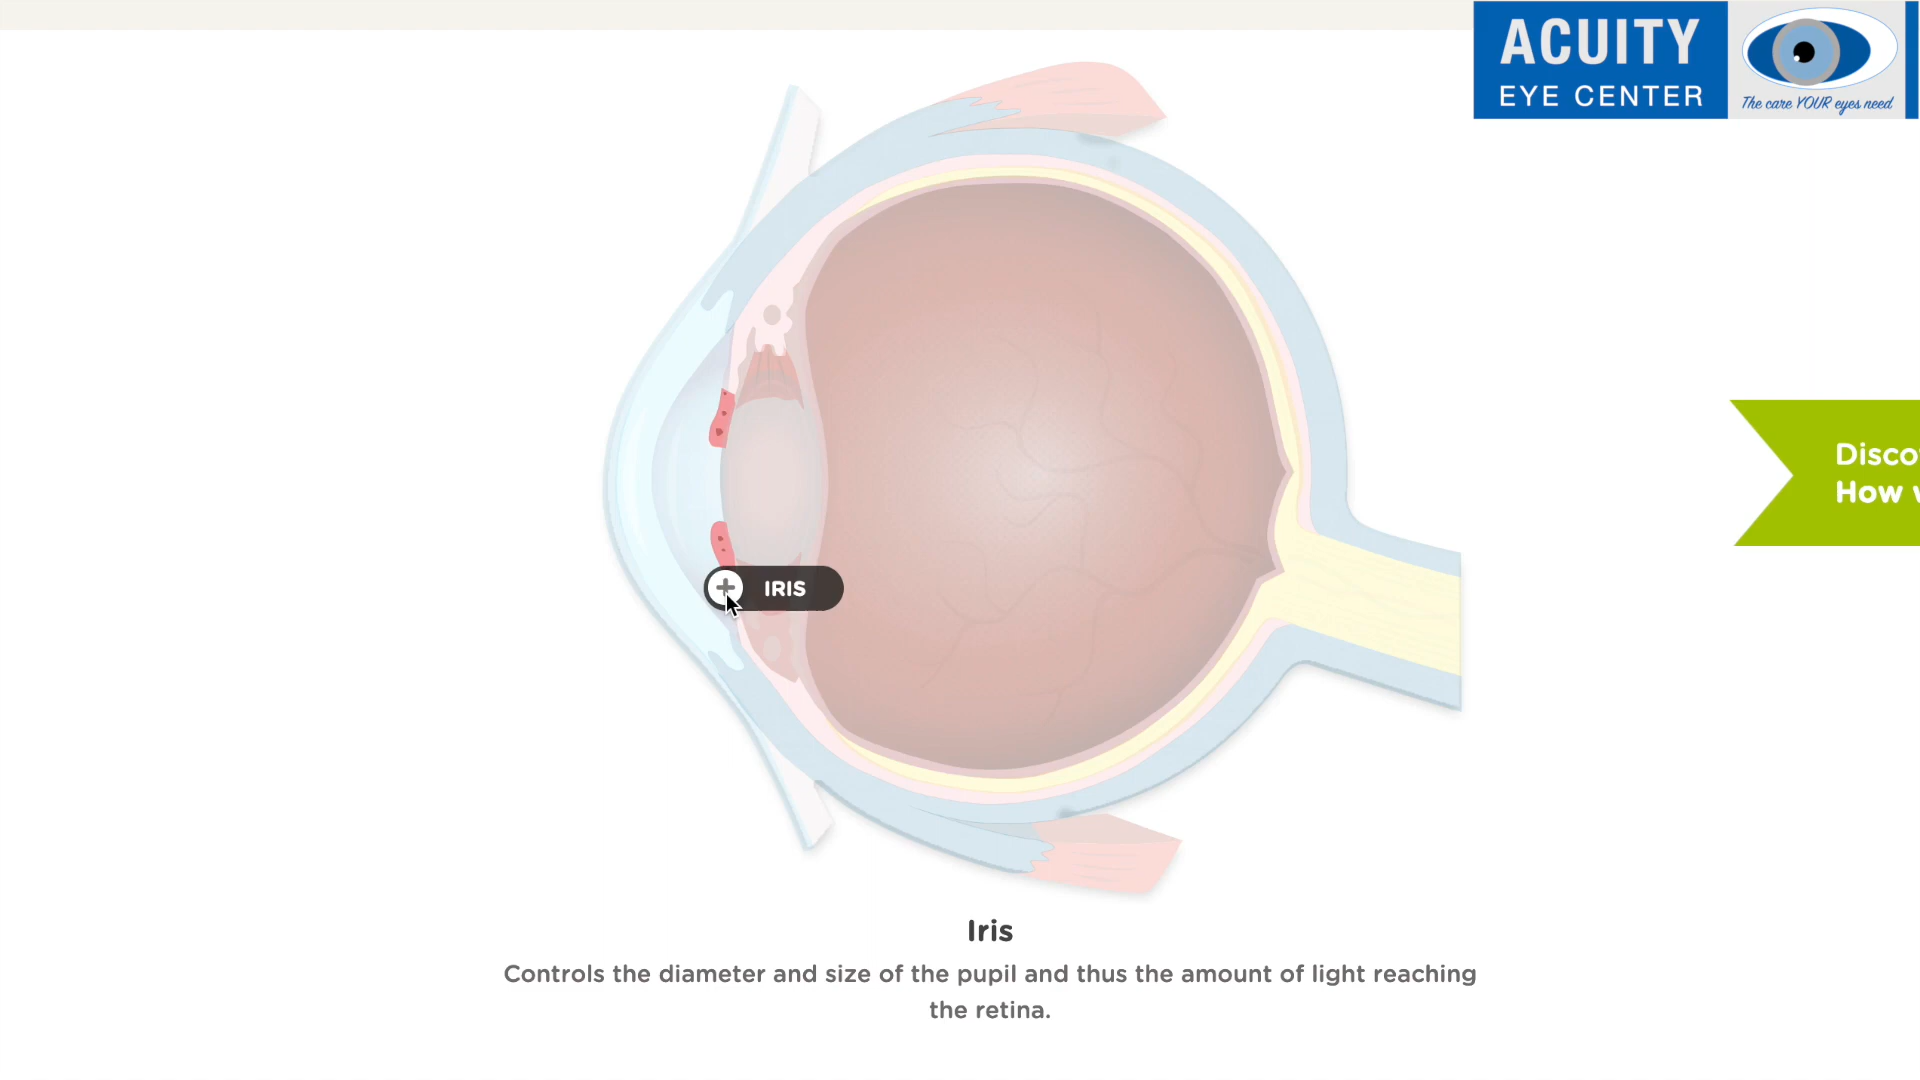 ACUITY
EYE CENTER
The care YOUR eyes need
Disco
How
IRIS
Iris
Controls the diameter and size of the pupil and thus the amount of light reaching
the retina.